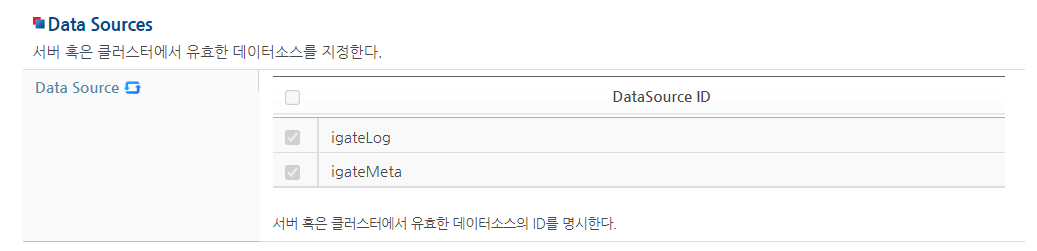 Data Sources
서버 혹은 클러스터에서 유효한 데이터소스를 지정한다.
Data Source
DataSource ID
igateLog
igateMeta
서버 혹은 클러스터에서 유효한 데이터소스의 ID를 명시한다.